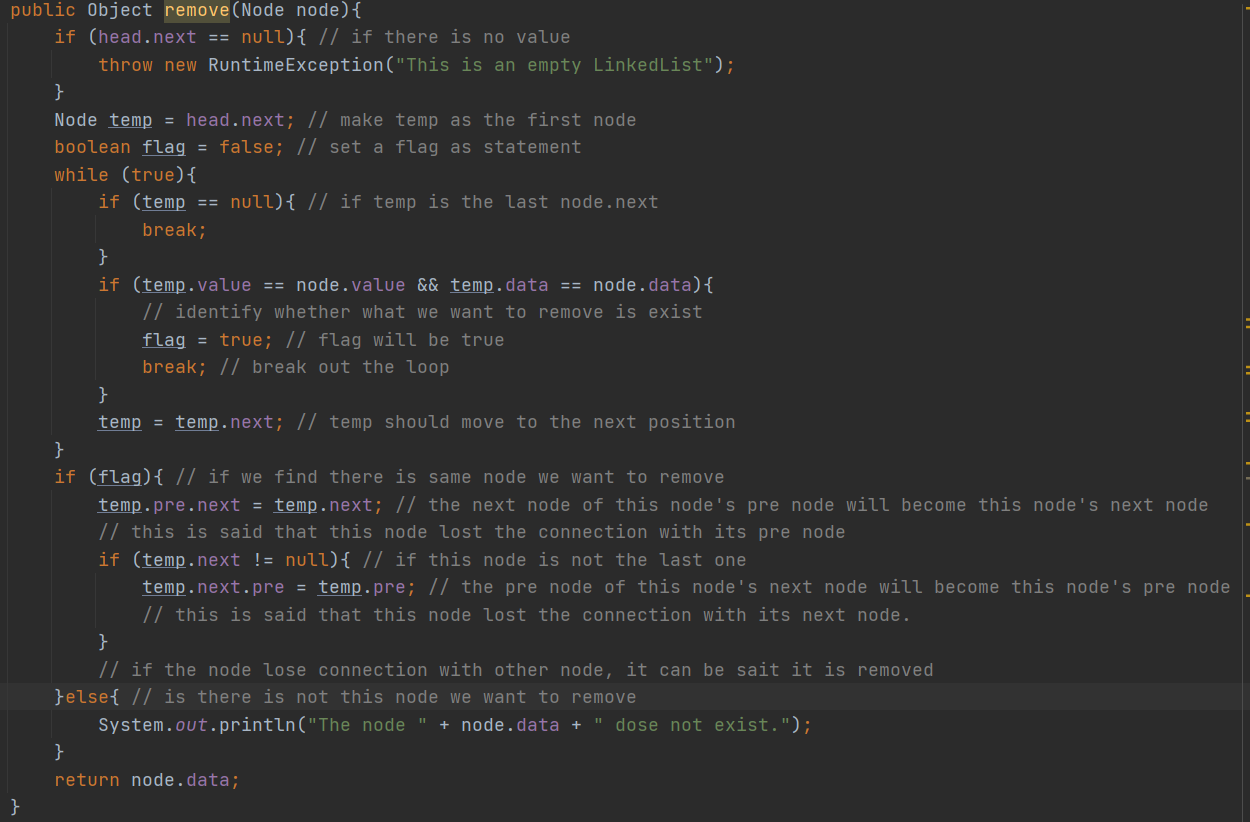 public Object remove(Node node){
    if (head.next == null){ // if there is no value
        throw new RuntimeException("This is an empty LinkedList");
    }
    Node temp = head.next; // make temp as the first node
    boolean flag = false; // set a flag as statement
    while (true){
        if (temp == null){ // if temp is the last node.next
            break;
        }
        if (temp.value == node.value && temp.data == node.data){
            // identify whether what we want to remove is exist
            flag = true; // flag will be true
            break; // break out the loop
        }
        temp = temp.next; // temp should move to the next position
    }
    if (flag){ // if we find there is same node we want to remove
        temp.pre.next = temp.next; // the next node of this node's pre node will become this node's next node
        // this is said that this node lost the connection with its pre node
        if (temp.next != null){ // if this node is not the last one
            temp.next.pre = temp.pre; // the pre node of this node's next node will become this node's pre node
            // this is said that this node lost the connection with its next node.
        }
        // if the node lose connection with other node, it can be sait it is removed
    }else{ // is there is not this node we want to remove
        System.out.println("The node " + node.data + " dose not exist.");
    }
    return node.data;
}